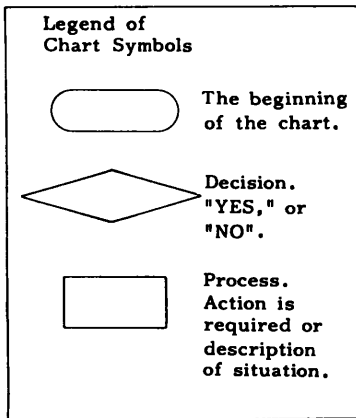 Legend of
Chart Symbols
The beginning
of the chart.
Decision.
"YES," or
"NO".
Process.
Action is
required or
description
of situation.